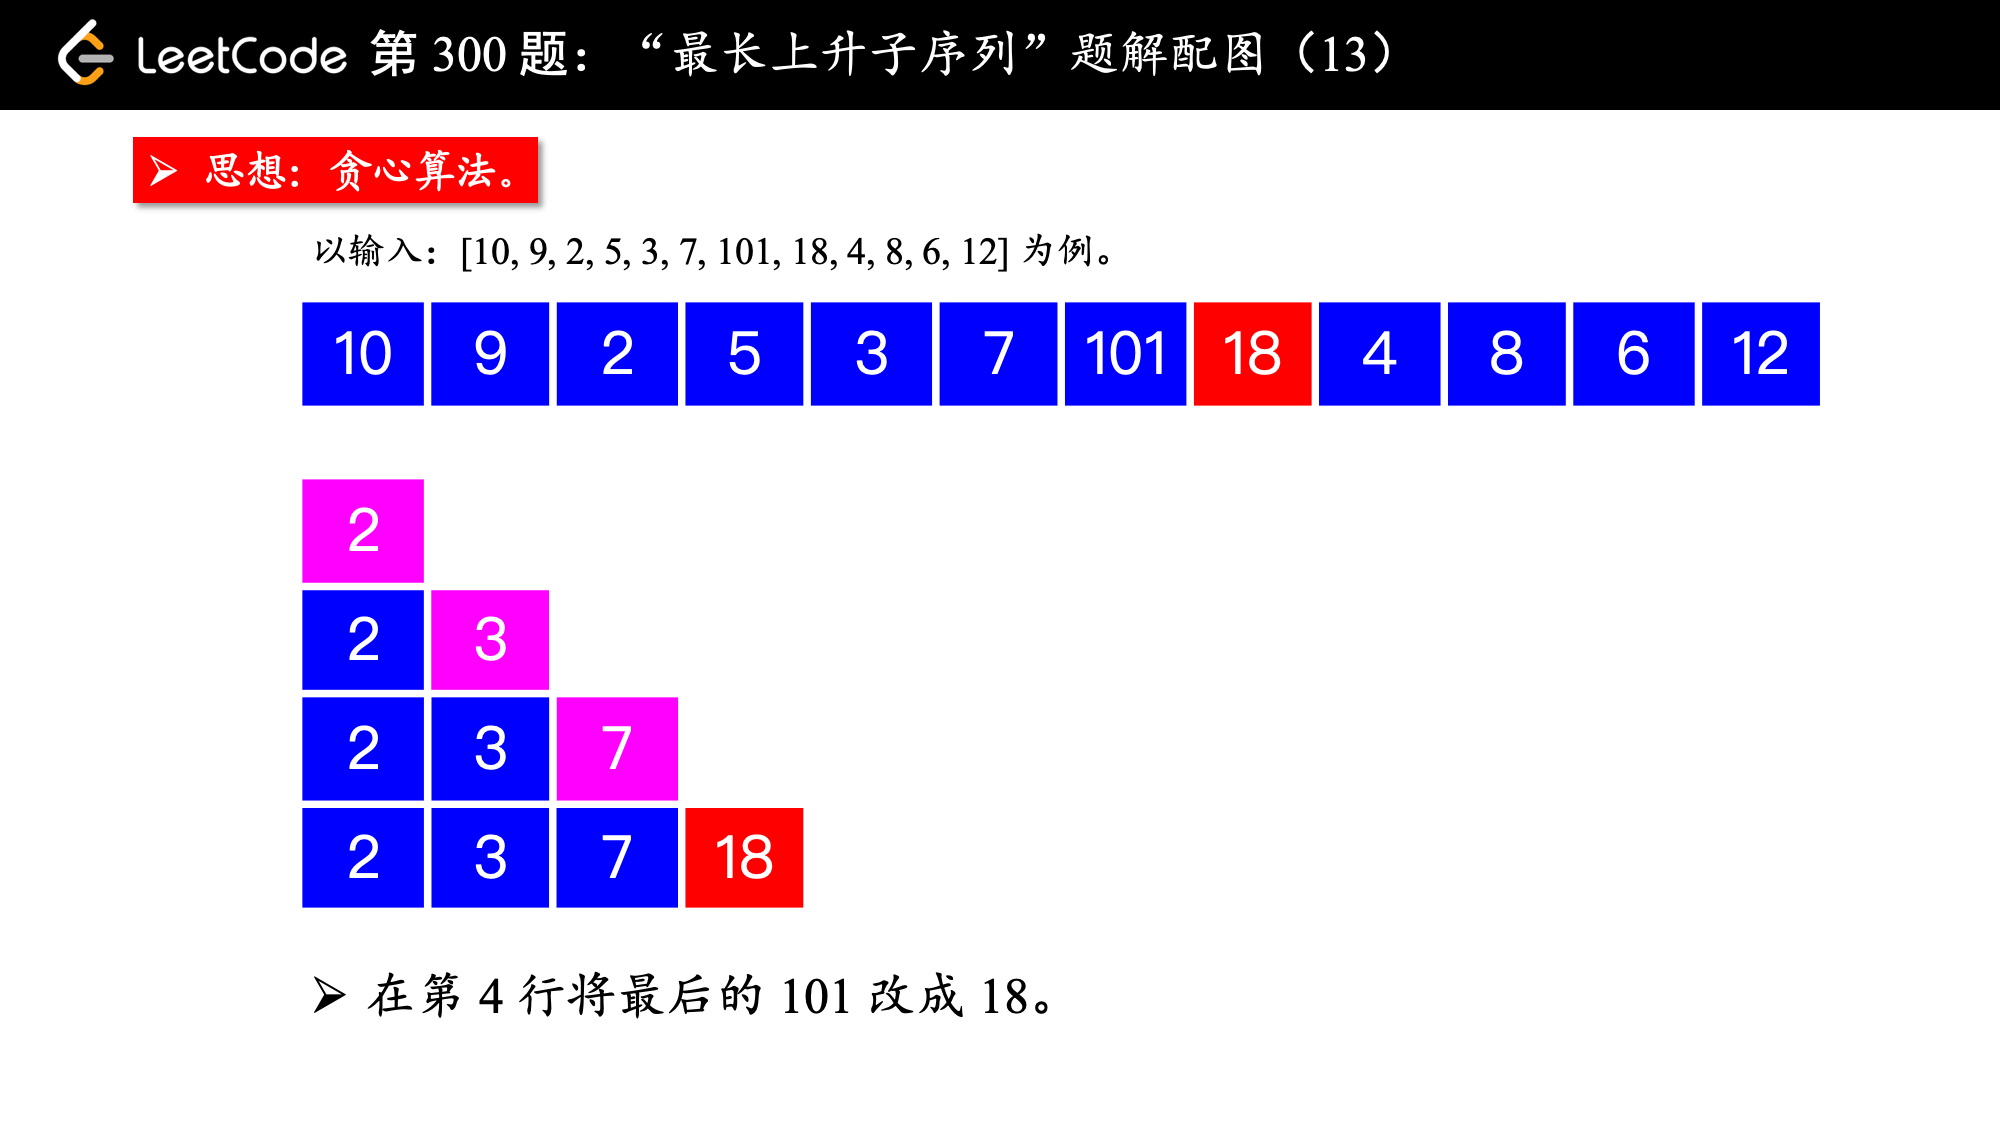 LeetCode 第 300 题：“最长上升子序列”题解配图（13）
➢ 思想：贪心算法。
以输入：[10, 9, 2, 5, 3, 7, 101, 18, 4, 8, 6, 12] 为例。
10 9 2 5 3 7 101 18 4 8 6 12
2
2 3
2 3 7
2 3 7 18
➢ 在第 4 行将最后的 101 改成 18。